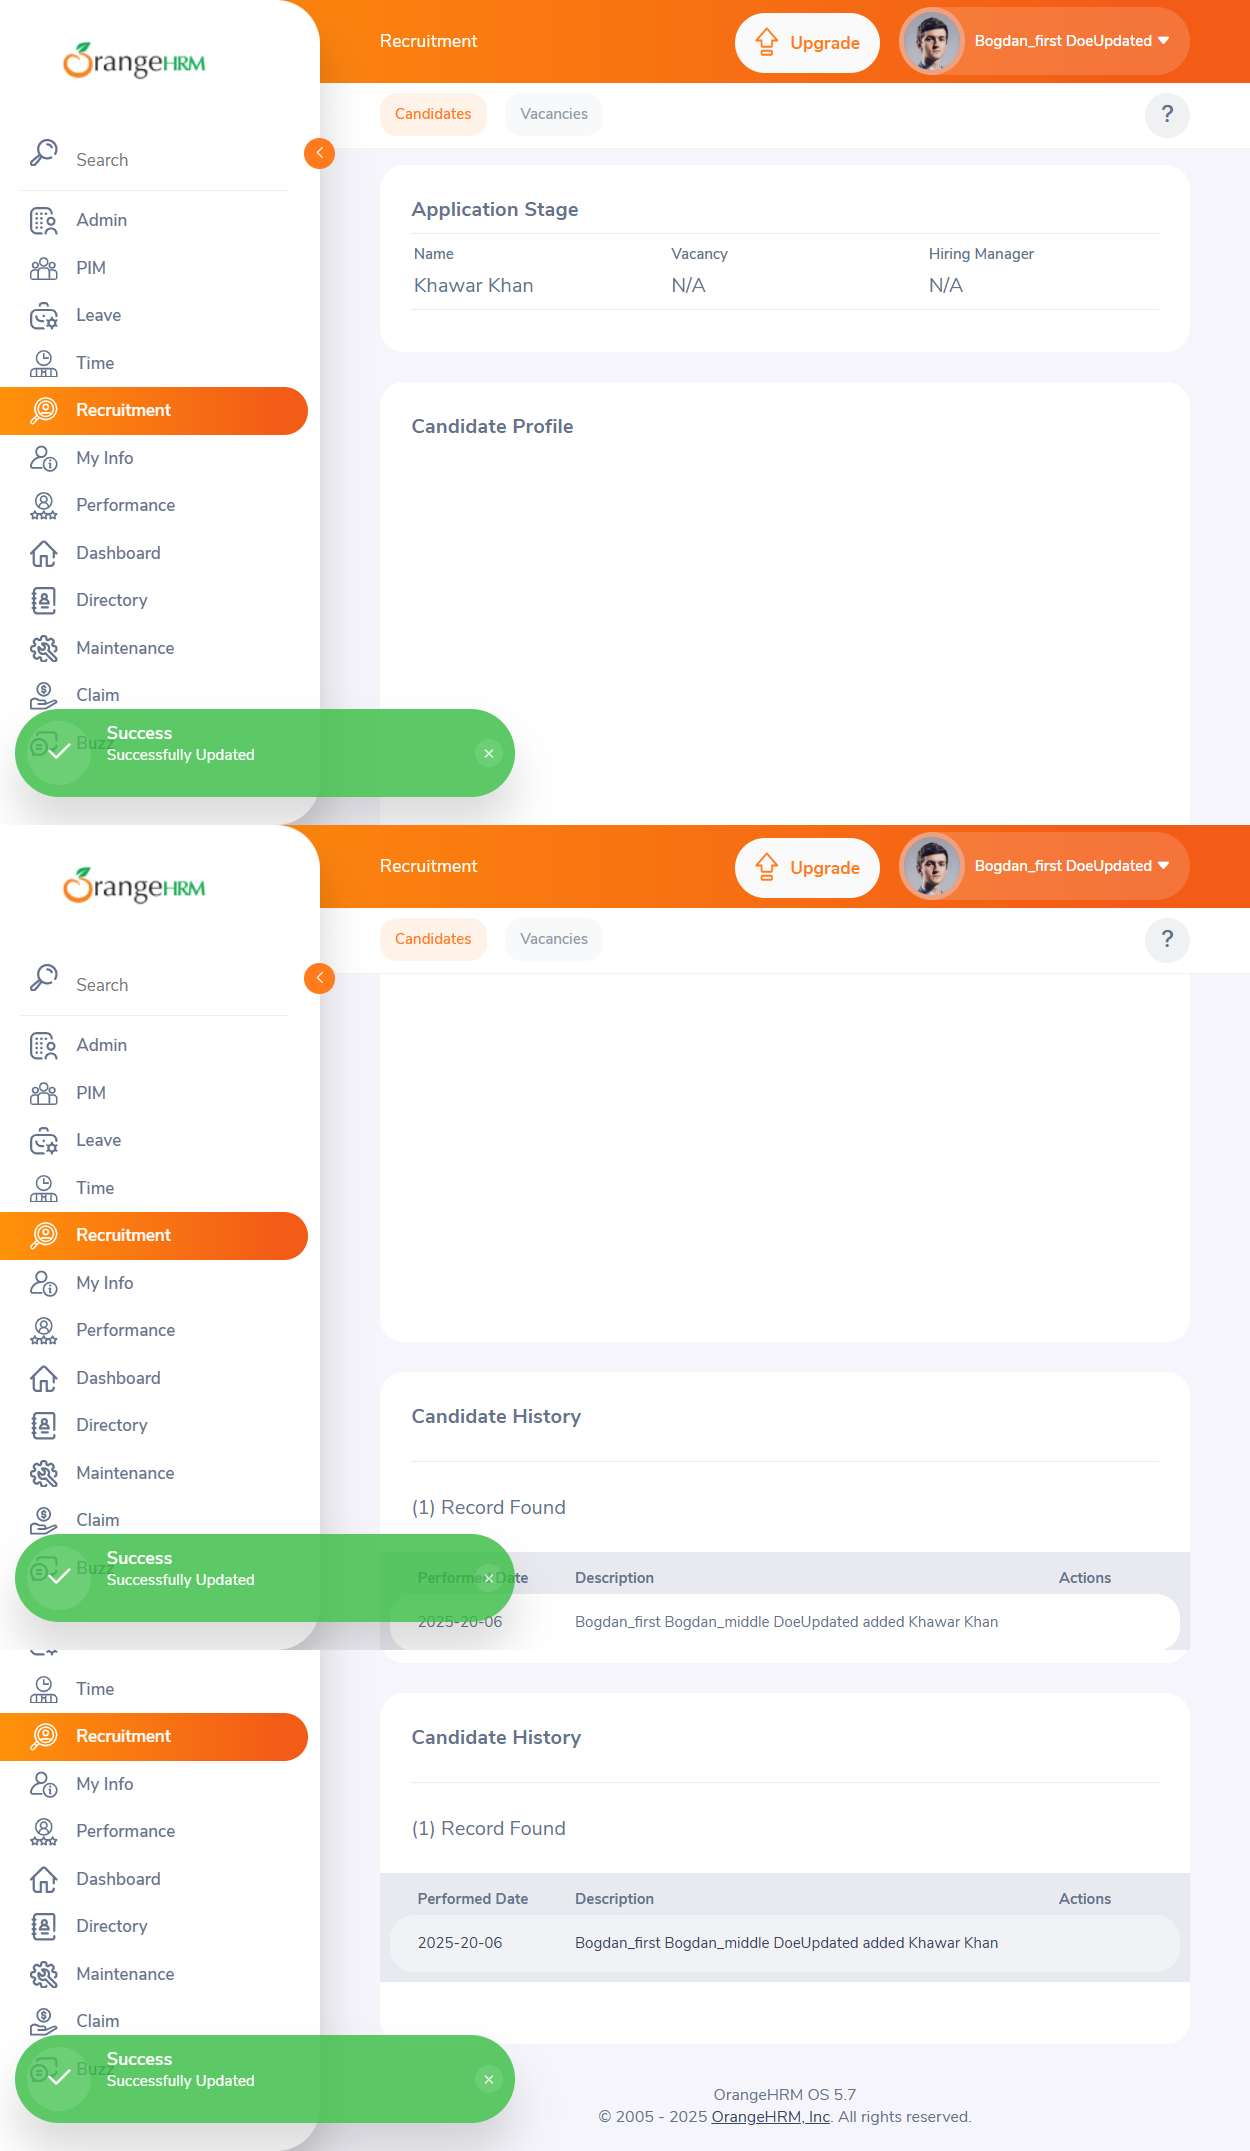 OrangeHRM
Recruitment
Upgrade
Bogdan_first DoeUpdated
Candidates
Vacancies
?
Search
Admin
PIM
Leave
Time
Recruitment
My Info
Performance
Dashboard
Directory
Maintenance
Claim
Buzz
Application Stage
Name
Vacancy
Hiring Manager
Khawar Khan
N/A
N/A
Candidate Profile
Success
Successfully Updated
OrangeHRM
Recruitment
Upgrade
Bogdan_first DoeUpdated
Candidates
Vacancies
?
Search
Admin
PIM
Leave
Time
Recruitment
My Info
Performance
Dashboard
Directory
Maintenance
Claim
Buzz
Candidate History
(1) Record Found
Performed Date
Description
Actions
2025-20-06
Bogdan_first Bogdan_middle DoeUpdated added Khawar Khan
Success
Successfully Updated
Time
Recruitment
My Info
Performance
Dashboard
Directory
Maintenance
Claim
Buzz
Candidate History
(1) Record Found
Performed Date
Description
Actions
2025-20-06
Bogdan_first Bogdan_middle DoeUpdated added Khawar Khan
Success
Successfully Updated
OrangeHRM OS 5.7
© 2005 - 2025 OrangeHRM, Inc. All rights reserved.